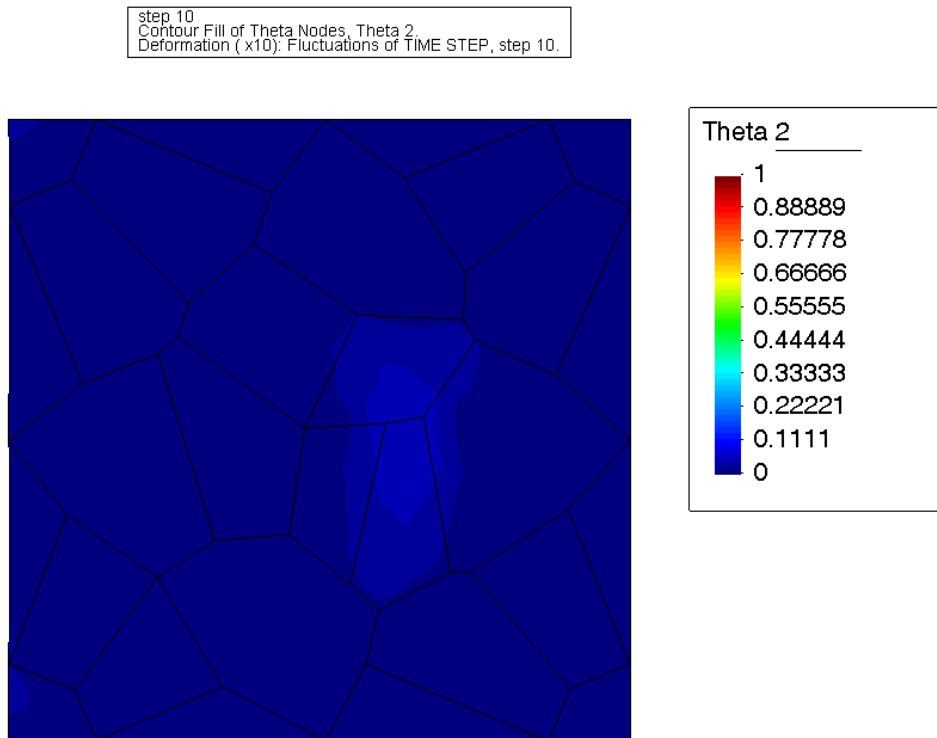 step 10
Contour Fill of Theta Nodes, Theta 2.
Deformation ( x10): Fluctuations of TIME STEP, step 10.
Theta 2
1
0.88889
0.77778
0.66666
0.55555
0.44444
0.33333
0.22221
0.1111
0